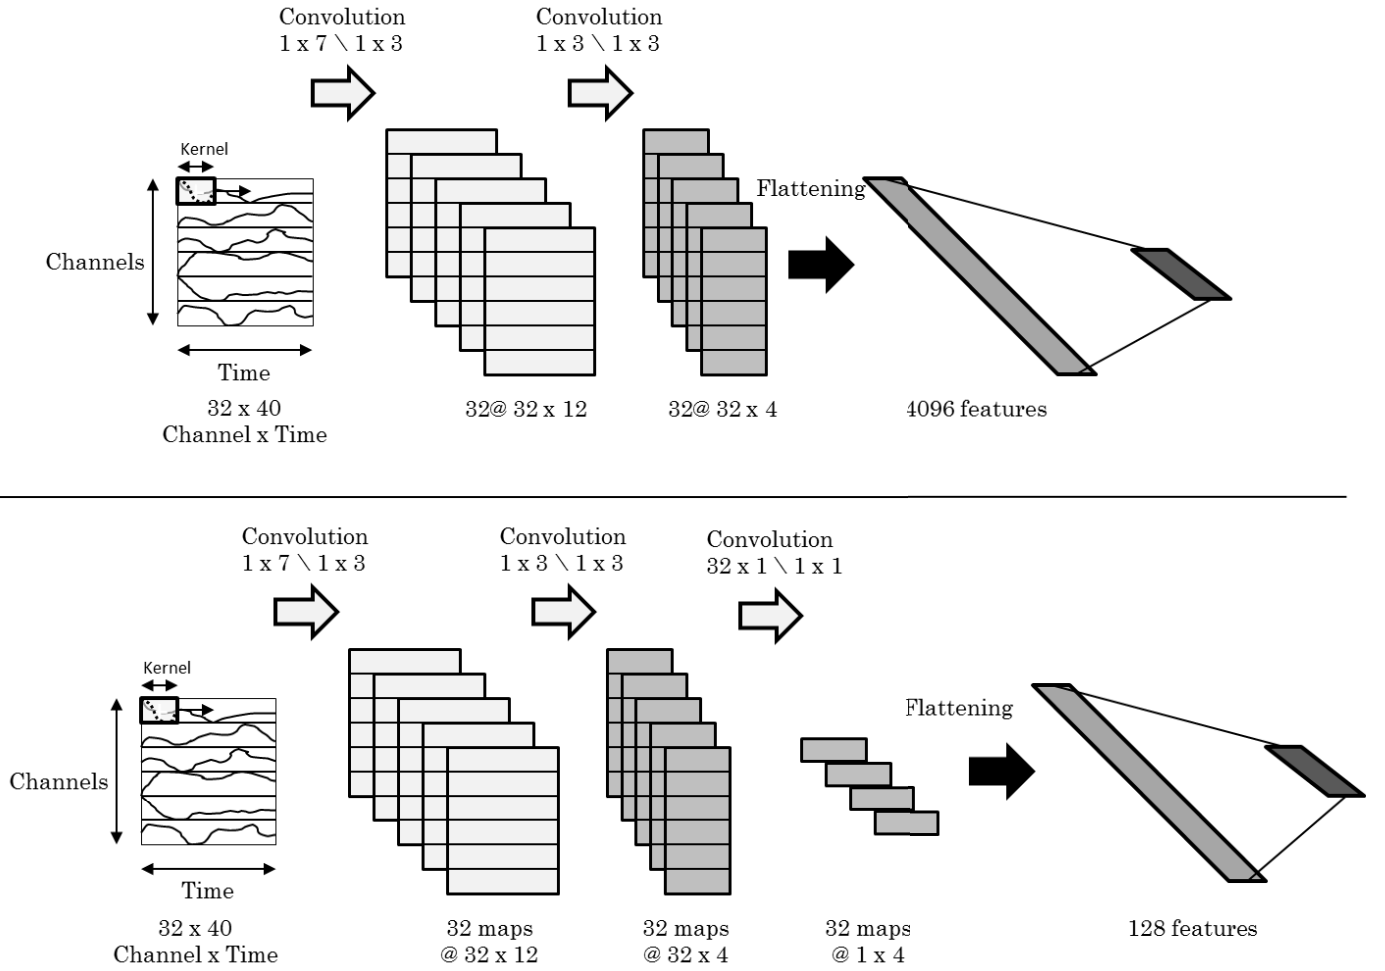 Convolution
1 x 7 \ 1 x 3
Convolution
1 x 3 \ 1 x 3
Kernel
Flattening
Channels
Time
32 x 40
Channel x Time
32@ 32 x 12
32@ 32 x 4
4096 features
Convolution
1 x 7 \ 1 x 3
Convolution
1 x 3 \ 1 x 3
Convolution
32 x 1 \ 1 x 1
Kernel
Flattening
Channels
Time
32 x 40
Channel x Time
32 maps
@ 32 x 12
32 maps
@ 32 x 4
32 maps
@ 1 x 4
128 features